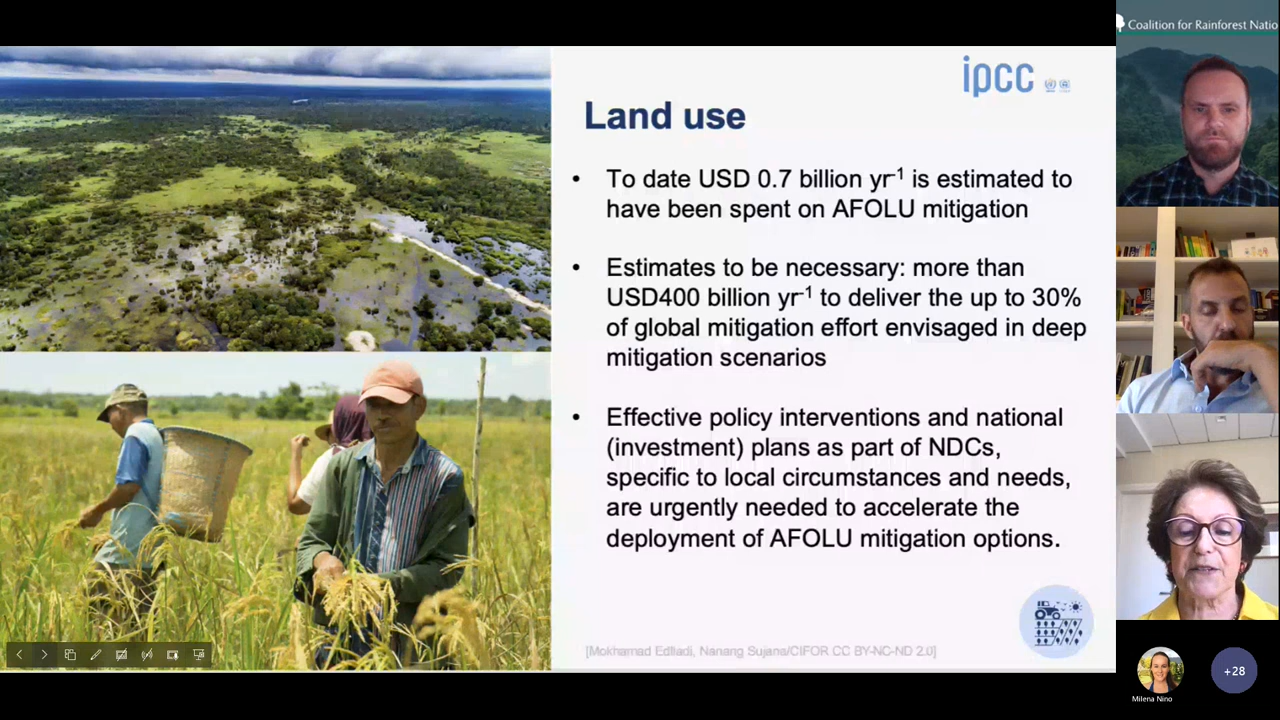 Coalition for Rainforest Natio
ipcc
Land use
• To date USD 0.7 billion yr⁻¹ is estimated to
have been spent on AFOLU mitigation
• Estimates to be necessary: more than
USD400 billion yr⁻¹ to deliver the up to 30%
of global mitigation effort envisaged in deep
mitigation scenarios
• Effective policy interventions and national
(investment) plans as part of NDCs,
specific to local circumstances and needs,
are urgently needed to accelerate the
deployment of AFOLU mitigation options.
[Mokhamad Edliadi, Nanang Sujana/CIFOR CC BY-NC-ND 2.0]
Milena Nino
+28